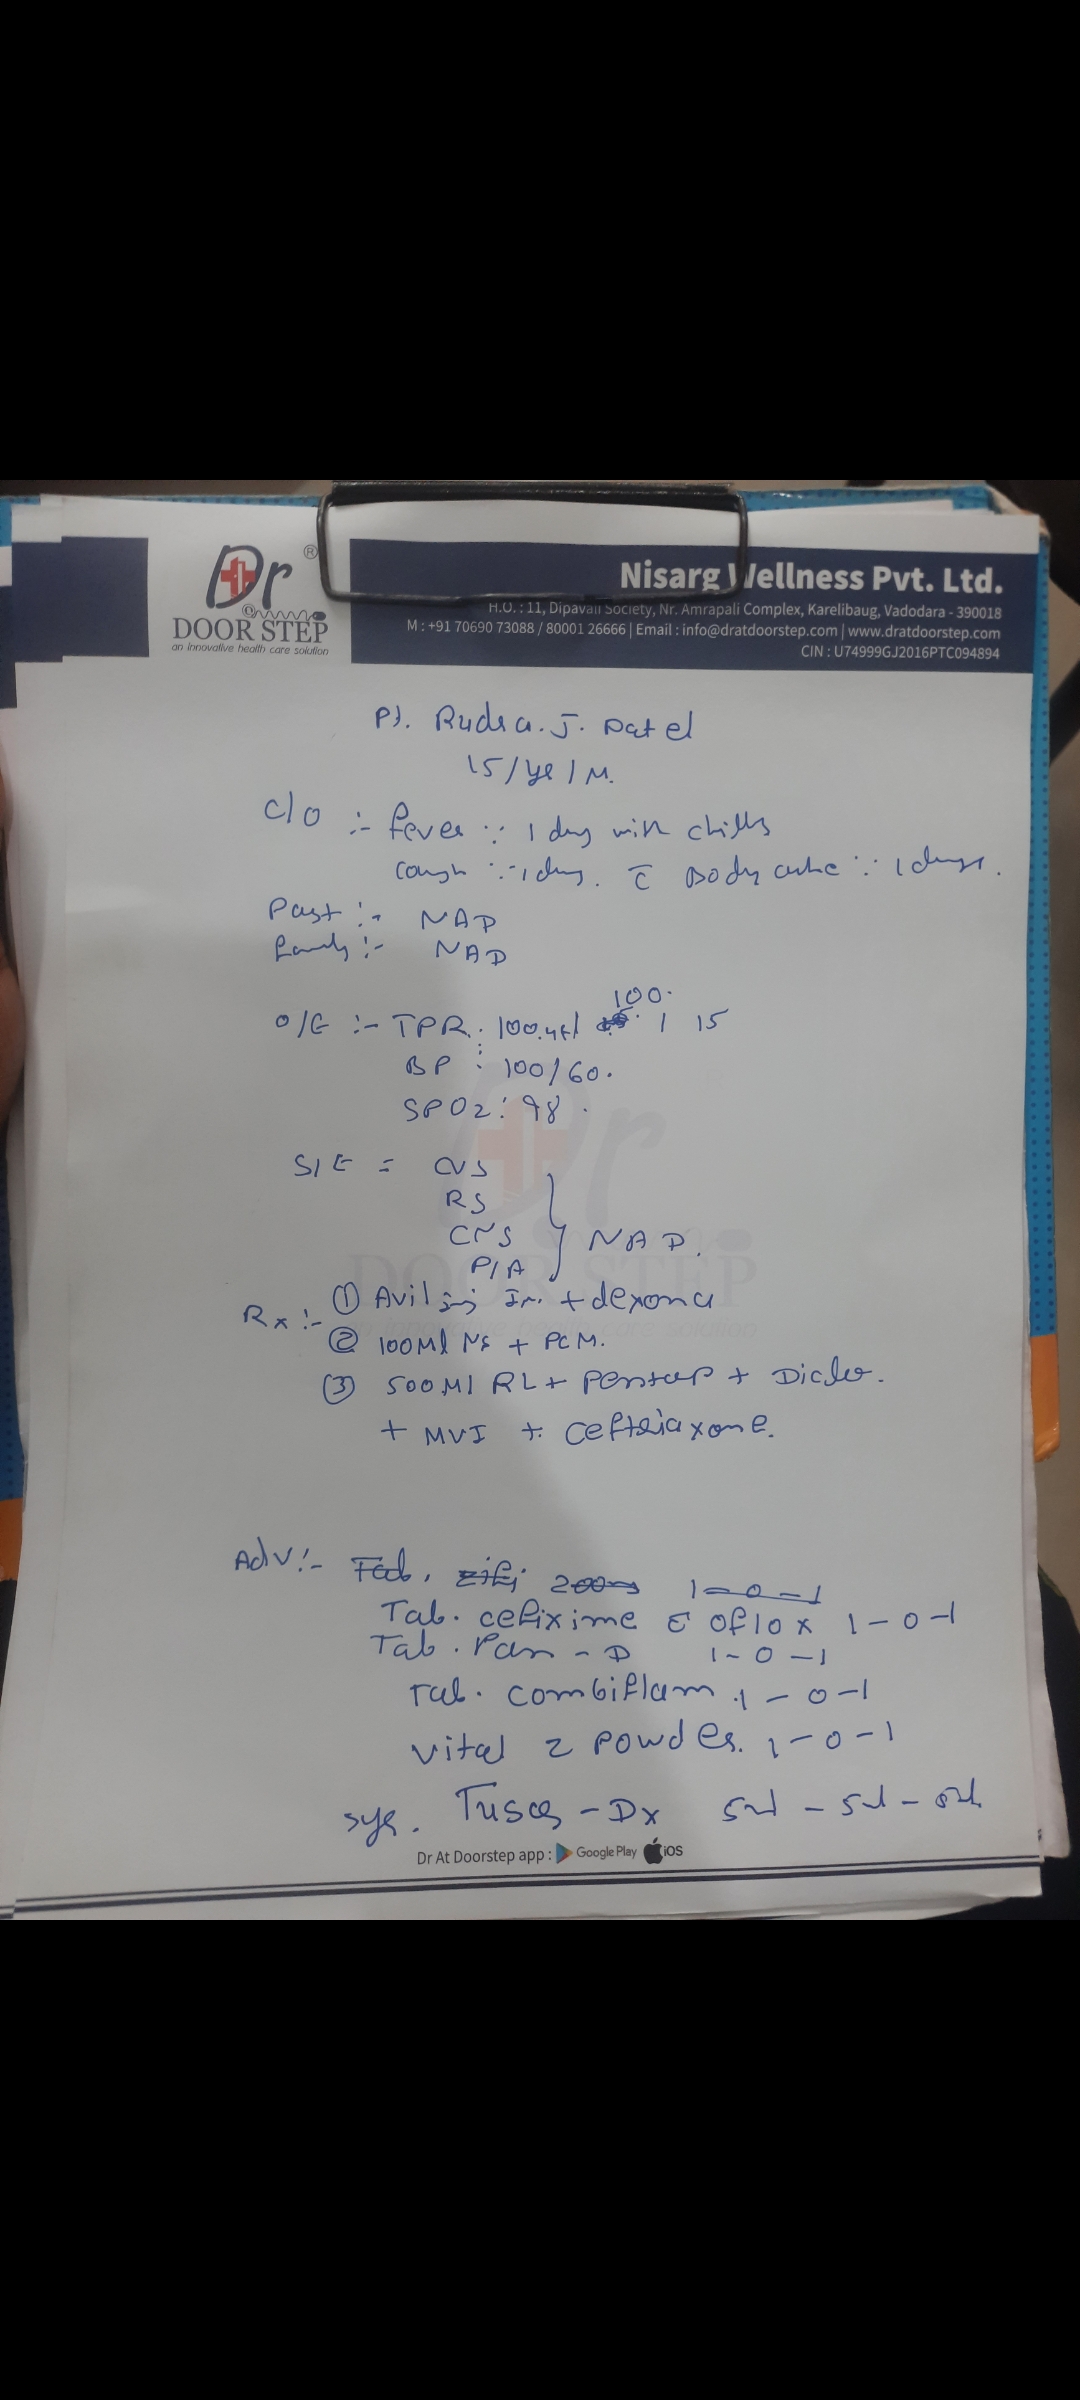 Dr ®
DOOR STEP
an innovative health care solution
Nisarg Wellness Pvt. Ltd.
H.O. : 11, Dipavali Society, Nr. Amrapali Complex, Karelibaug, Vadodara - 390018
M : +91 70690 73088 / 80001 26666 | Email : info@dratdoorstep.com | www.dratdoorstep.com
CIN : U74999GJ2016PTC094894
Pt. Rudra. J. Patel
15/yr/M.
C/O :- fever ∵ 1 day with chills
cough ∵ 1 day. c̄ Body ache ∵ 1 days.
Past :- NAD
Family :- NAD
100.
O/E :- TPR : 100.4f/ / 15
BP : 100/60.
SPO2 : 98.
S/E = CVS
RS
CNS } NAD.
P/A
Rx :- ① Avil inj Im. + dexona
② 100Ml NS + PCM.
③ 500Ml RL + Pentap + Diclo.
+ MVI + Ceftriaxone.
Adv :- Tab. Zifi 200 1-0-1
Tab. cefixime c̄ oflox 1-0-1
Tab. Pan-D 1-0-1
Tab. combiflam 1-0-1
Vital z powder. 1-0-1
syr. Tusq-Dx 5ml - 5ml - 5ml
Dr At Doorstep app : Google Play iOS